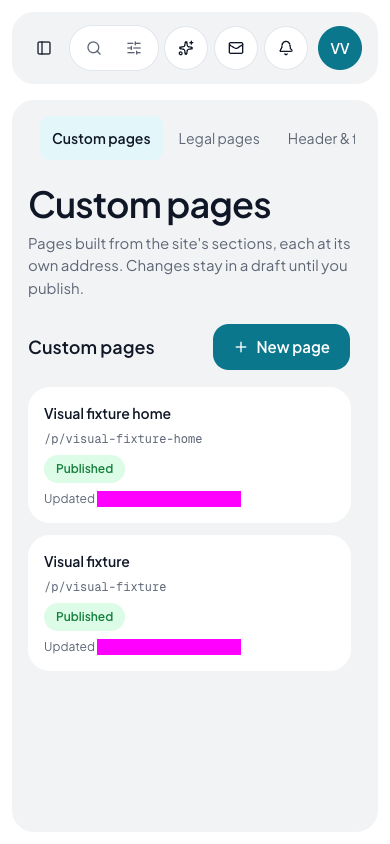 VV
Custom pages
Legal pages
Header &
Custom pages
Pages built from the site's sections, each at its
own address. Changes stay in a draft until you
publish.
Custom pages
New page
Visual fixture home
/p/visual-fixture-home
Published
Updated
Visual fixture
/p/visual-fixture
Published
Updated